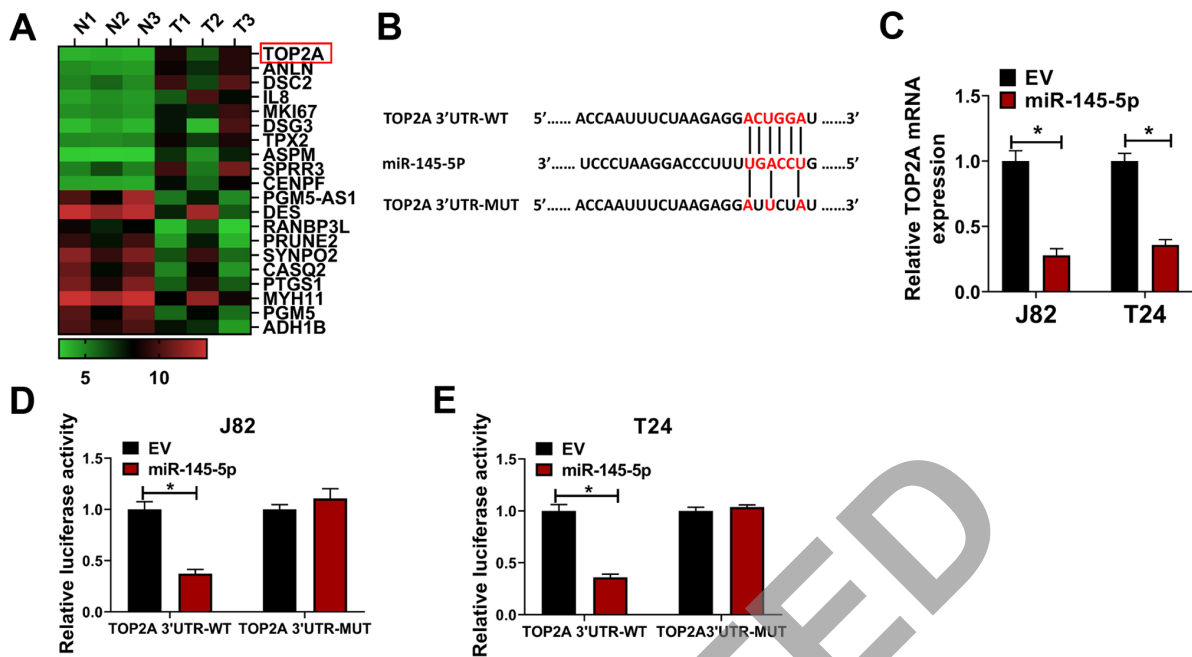 A
N1 N2 N3 T1 T2 T3
TOP2A
ANLN
DSC2
IL8
MKI67
DSG3
TPX2
ASPM
SPRR3
CENPF
PGM5-AS1
DES
RANBP3L
PRUNE2
SYNPO2
CASQ2
PTGS1
MYH11
PGM5
ADH1B
5 10
B
TOP2A 3'UTR-WT 5'...... ACCAAUUUCUAAGAGGACUGGAU ......3'
miR-145-5P 3'...... UCCCUAAGGACCCUUUUGACCUG ......5'
TOP2A 3'UTR-MUT 5'...... ACCAAUUUCUAAGAGGAUUCUAU ......3'
C
EV
miR-145-5p
Relative TOP2A mRNA
expression
1.5
1.0
0.5
0.0
* *
J82 T24
D
J82
EV
miR-145-5p
Relative luciferase activity
1.5
1.0
0.5
0.0
*
TOP2A 3'UTR-WT TOP2A 3'UTR-MUT
E
T24
EV
miR-145-5p
Relative luciferase activity
1.5
1.0
0.5
0.0
*
TOP2A 3'UTR-WT TOP2A3'UTR-MUT
TED